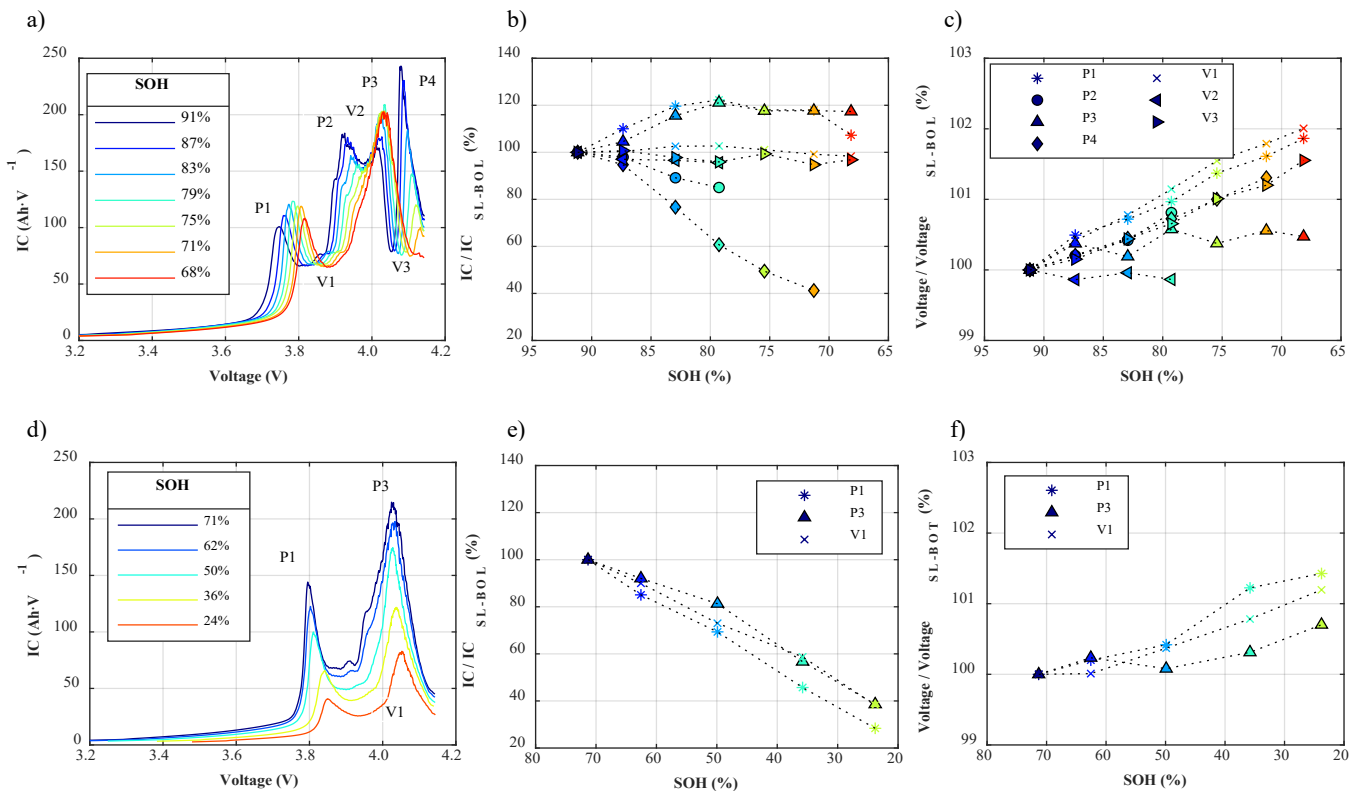 a)
b)
c)
250
200
150
100
50
0
IC (Ah·V⁻¹
SOH
91%
87%
83%
79%
75%
71%
68%
P1
P2
V2
P3
P4
V1
V3
3.2
3.4
3.6
3.8
4.0
4.2
Voltage (V)
140
120
100
80
60
40
20
IC / IC SL-BOL (%)
95
90
85
80
75
70
65
SOH (%)
103
102
101
100
99
Voltage / Voltage SL-BOL (%)
P1
V1
P2
V2
P3
V3
P4
95
90
85
80
75
70
65
SOH (%)
d)
e)
f)
250
200
150
100
50
0
IC (Ah·V⁻¹
SOH
71%
62%
50%
36%
24%
P1
P3
V1
3.2
3.4
3.6
3.8
4.0
4.2
Voltage (V)
140
120
100
80
60
40
20
IC / IC SL-BOL (%)
P1
P3
V1
80
70
60
50
40
30
20
SOH (%)
103
102
101
100
99
Voltage / Voltage SL-BOT (%)
P1
P3
V1
80
70
60
50
40
30
20
SOH (%)